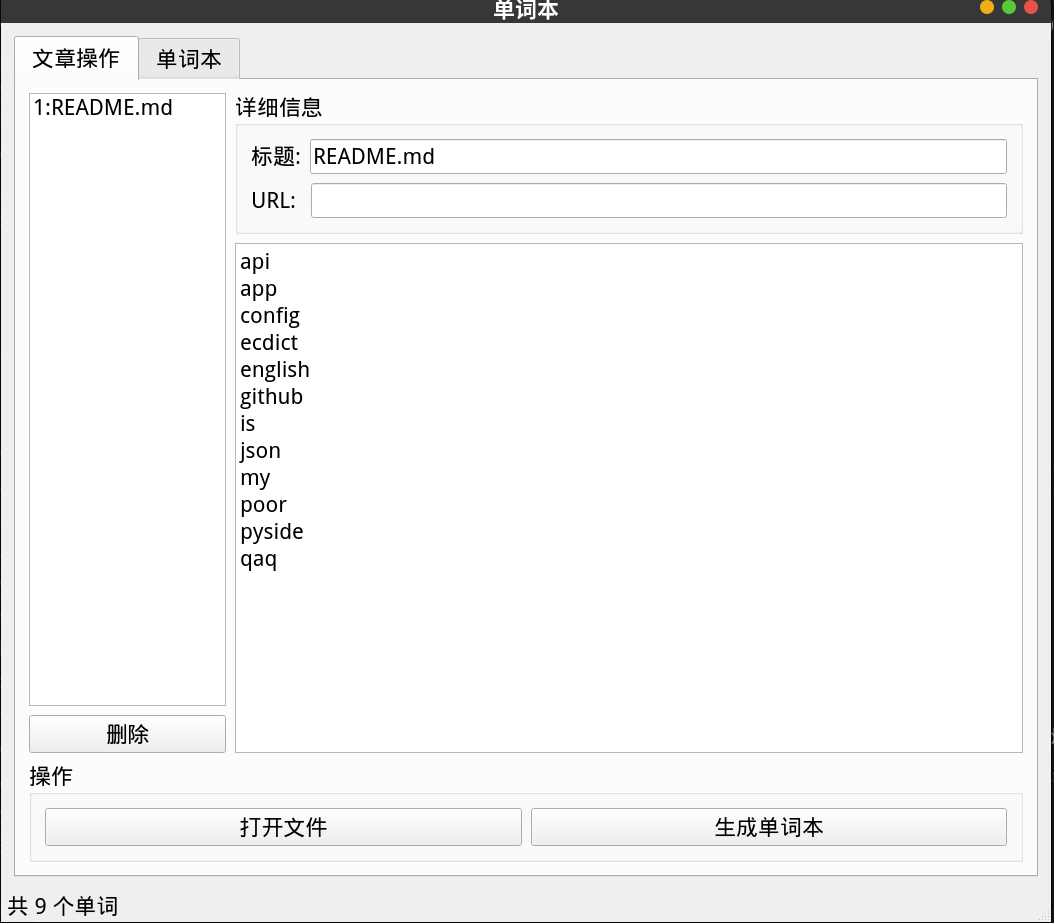 单词本
文章操作 单词本
1:README.md
详细信息
标题: README.md
URL:
api
app
config
ecdict
english
github
is
json
my
poor
pyside
qaq
删除
操作
打开文件 生成单词本
共 9 个单词